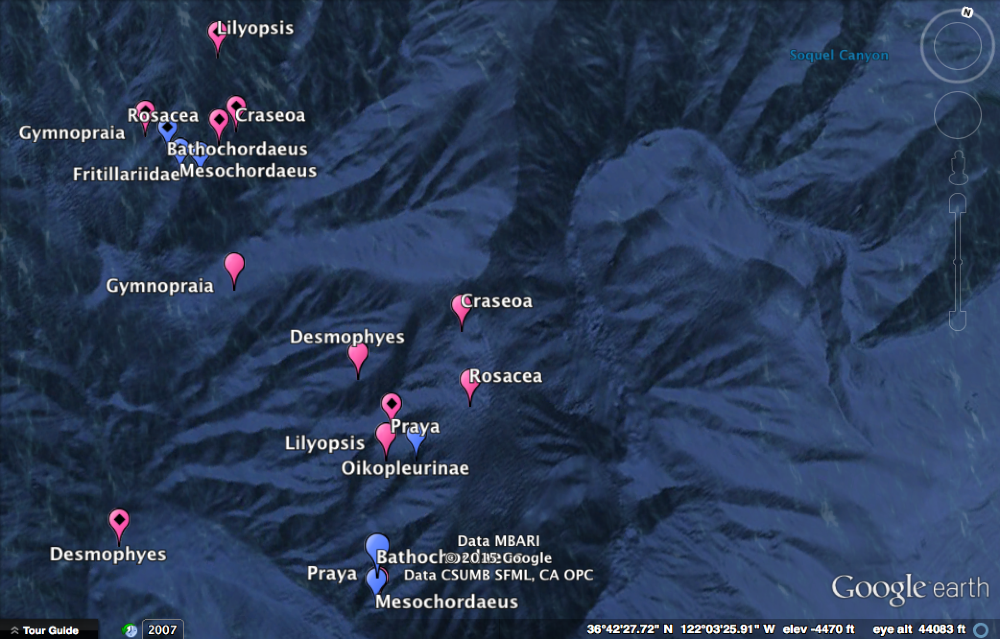 N
Lilyopsis
Soquel Canyon
Rosacea
Craseoa
Gymnopraia
Bathochordaeus
Fritillariidae
Mesochordaeus
Gymnopraia
Craseoa
Desmophyes
Rosacea
Praya
Lilyopsis
Oikopleurinae
Desmophyes
Data MBARI
© 2015 Google
Praya
Data CSUMB SFML, CA OPC
Google earth
Mesochordaeus
Tour Guide
2007
36°42'27.72" N 122°03'25.91" W elev -4470 ft eye alt 44083 ft